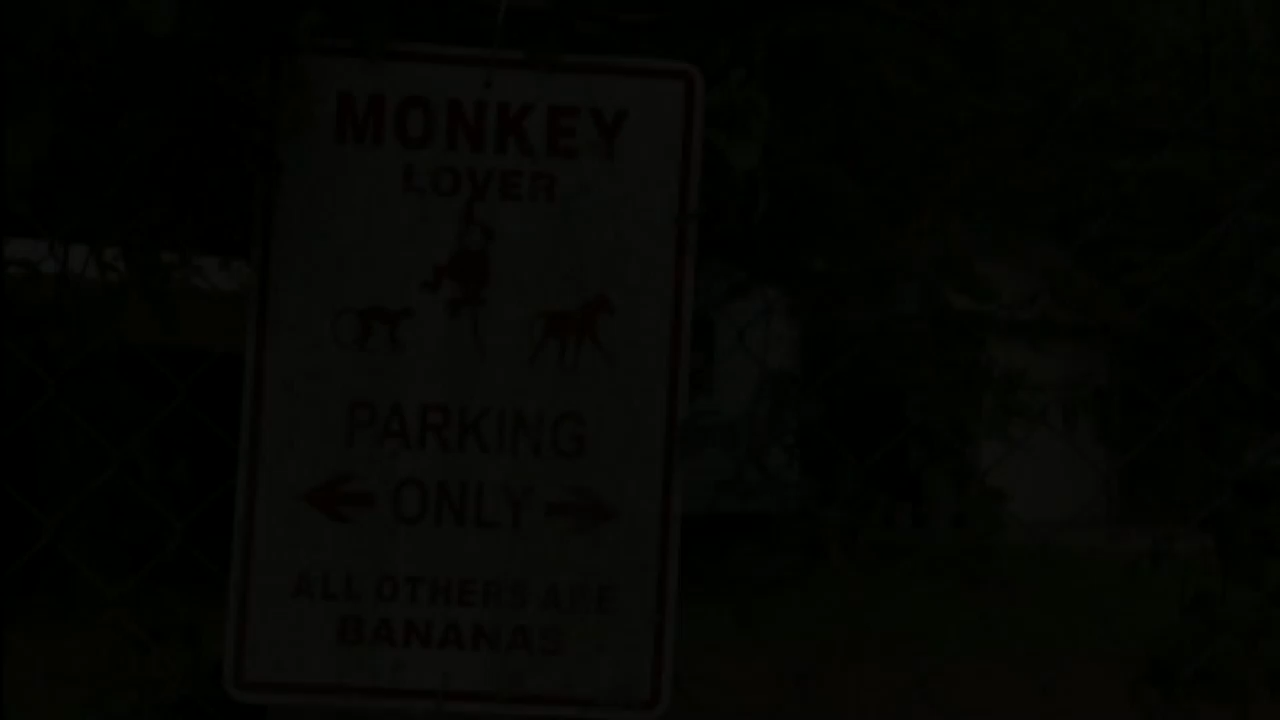 MONKEY
LOVER
PARKING
ONLY
ALL OTHERS ARE
BANANAS